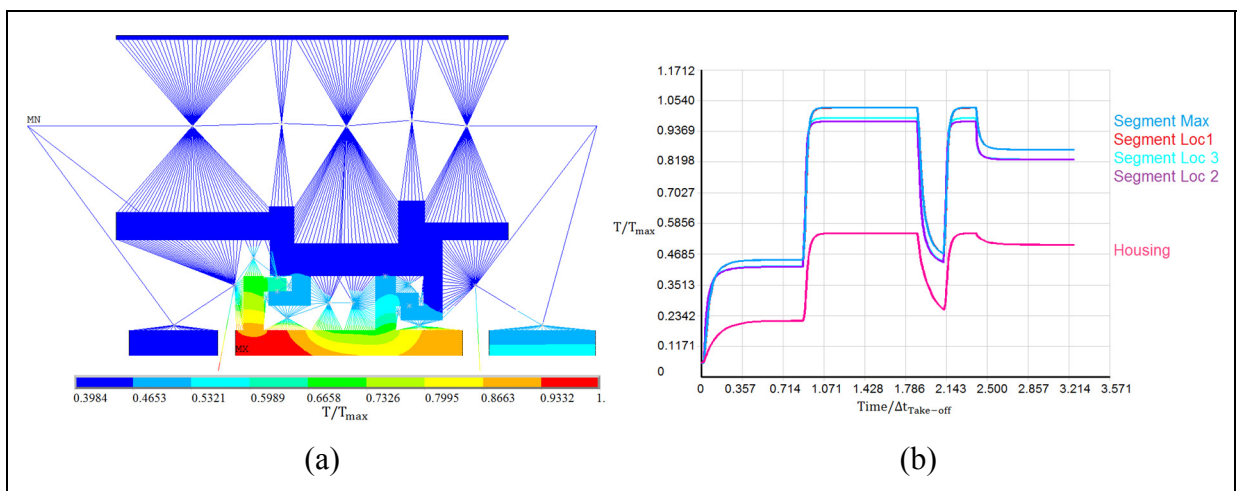 MN
MX
0.3984 0.4653 0.5321 0.5989 0.6658 0.7326 0.7995 0.8663 0.9332 1.
T/Tmax
(a)
1.1712
1.0540
0.9369
0.8198
0.7027
T/Tmax
0.5856
0.4685
0.3513
0.2342
0.1171
0
0 0.357 0.714 1.071 1.428 1.786 2.143 2.500 2.857 3.214 3.571
Time/ΔtTake−off
Segment Max
Segment Loc1
Segment Loc 3
Segment Loc 2
Housing
(b)